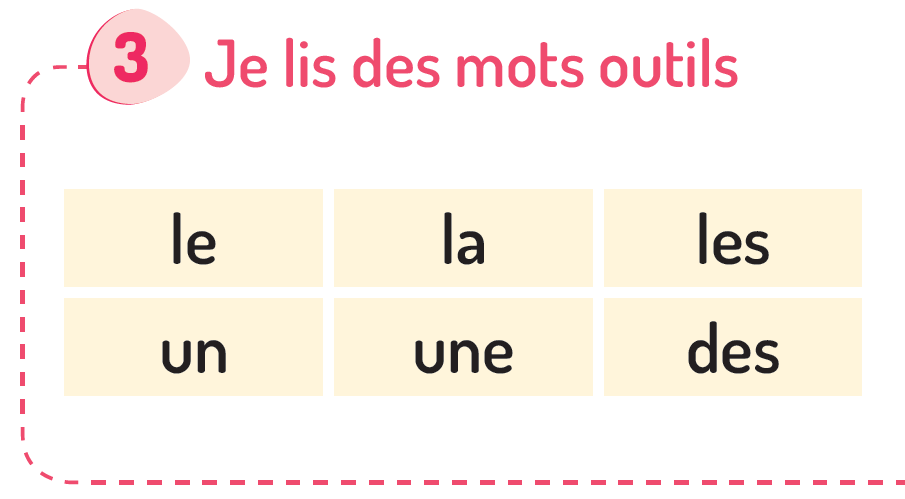 3 Je lis des mots outils
le la les
un une des